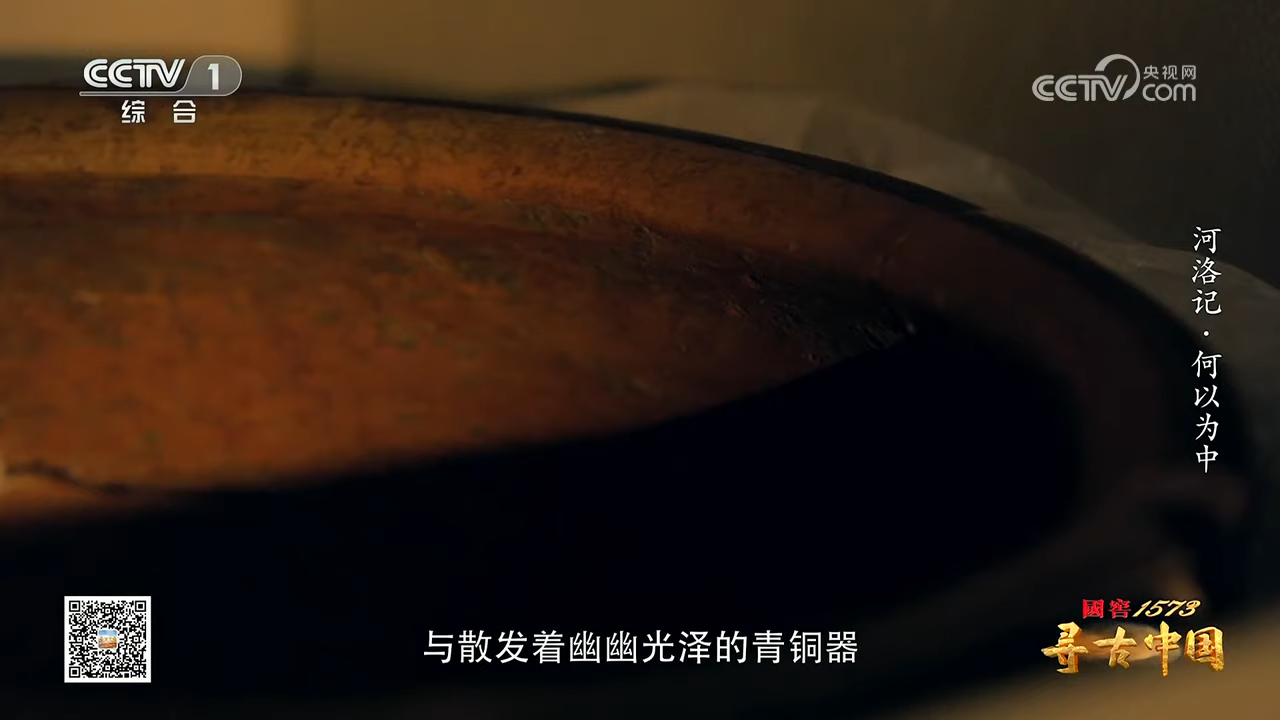 CCTV 1
综合
央视网
CCTV com
河洛记·何以为中
國窖1573
寻古中国
与散发着幽幽光泽的青铜器